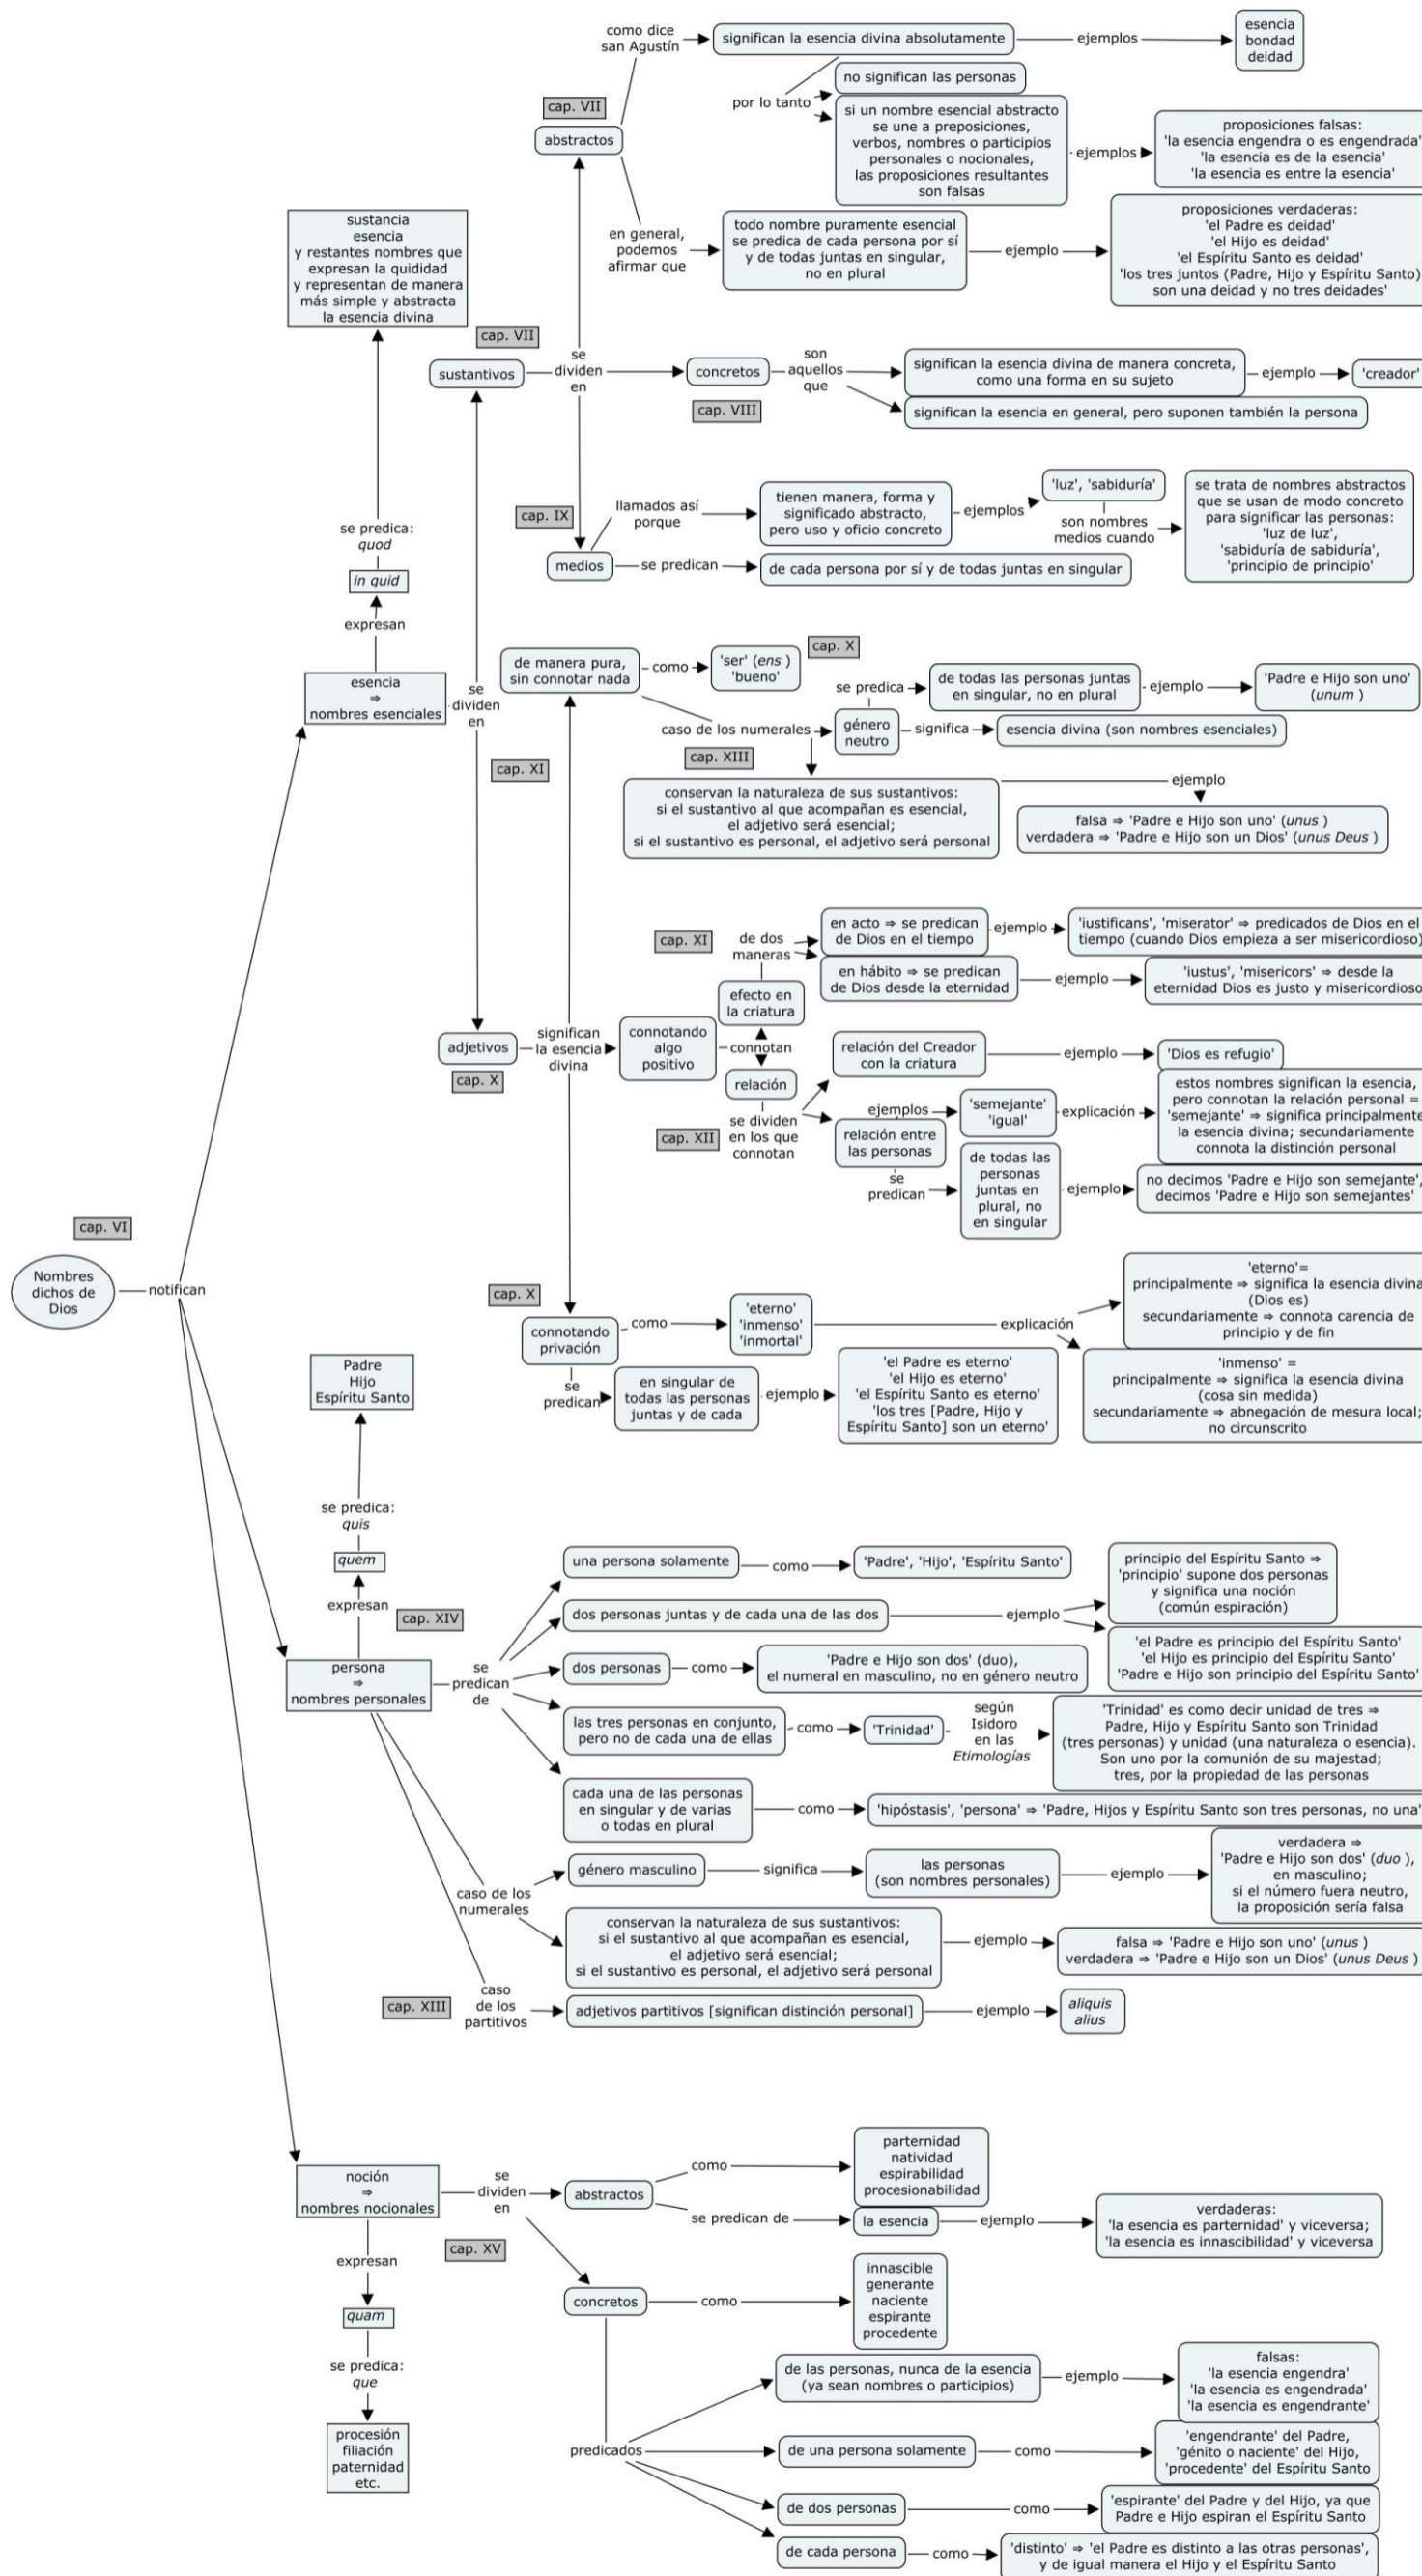 cap. VI
Nombres
dichos de
Dios
notifican
sustancia
esencia
y restantes nombres que
expresan la quididad
y representan de manera
más simple y abstracta
la esencia divina
se predica:
quod
in quid
expresan
esencia
⇒
nombres esenciales
se
dividen
en
cap. VII
sustantivos
se
dividen
en
cap. VII
abstractos
como dice
san Agustín
significan la esencia divina absolutamente
ejemplos
esencia
bondad
deidad
por lo tanto
no significan las personas
si un nombre esencial abstracto
se une a preposiciones,
verbos, nombres o participios
personales o nocionales,
las proposiciones resultantes
son falsas
ejemplos
proposiciones falsas:
'la esencia engendra o es engendrada'
'la esencia es de la esencia'
'la esencia es entre la esencia'
en general,
podemos
afirmar que
todo nombre puramente esencial
se predica de cada persona por sí
y de todas juntas en singular,
no en plural
ejemplo
proposiciones verdaderas:
'el Padre es deidad'
'el Hijo es deidad'
'el Espíritu Santo es deidad'
'los tres juntos (Padre, Hijo y Espíritu Santo)
son una deidad y no tres deidades'
concretos
cap. VIII
son
aquellos
que
significan la esencia divina de manera concreta,
como una forma en su sujeto
ejemplo
'creador'
significan la esencia en general, pero suponen también la persona
cap. IX
medios
llamados así
porque
tienen manera, forma y
significado abstracto,
pero uso y oficio concreto
ejemplos
'luz', 'sabiduría'
son nombres
medios cuando
se trata de nombres abstractos
que se usan de modo concreto
para significar las personas:
'luz de luz',
'sabiduría de sabiduría',
'principio de principio'
se predican
de cada persona por sí y de todas juntas en singular
cap. XI
adjetivos
cap. X
significan
la esencia
divina
de manera pura,
sin connotar nada
como
'ser' (ens )
'bueno'
cap. X
caso de los numerales
cap. XIII
género
neutro
se predica
de todas las personas juntas
en singular, no en plural
ejemplo
'Padre e Hijo son uno'
(unum )
significa
esencia divina (son nombres esenciales)
conservan la naturaleza de sus sustantivos:
si el sustantivo al que acompañan es esencial,
el adjetivo será esencial;
si el sustantivo es personal, el adjetivo será personal
ejemplo
falsa ⇒ 'Padre e Hijo son uno' (unus )
verdadera ⇒ 'Padre e Hijo son un Dios' (unus Deus )
connotando
algo
positivo
connotan
efecto en
la criatura
cap. XI
de dos
maneras
en acto ⇒ se predican
de Dios en el tiempo
ejemplo
'iustificans', 'miserator' ⇒ predicados de Dios en el
tiempo (cuando Dios empieza a ser misericordioso)
en hábito ⇒ se predican
de Dios desde la eternidad
ejemplo
'iustus', 'misericors' ⇒ desde la
eternidad Dios es justo y misericordioso
relación
cap. XII
se dividen
en los que
connotan
relación del Creador
con la criatura
ejemplo
'Dios es refugio'
relación entre
las personas
ejemplos
'semejante'
'igual'
explicación
estos nombres significan la esencia,
pero connotan la relación personal =
'semejante' ⇒ significa principalmente
la esencia divina; secundariamente
connota la distinción personal
se
predican
de todas las
personas
juntas en
plural, no
en singular
ejemplo
no decimos 'Padre e Hijo son semejante',
decimos 'Padre e Hijo son semejantes'
cap. X
connotando
privación
como
'eterno'
'inmenso'
'inmortal'
explicación
'eterno'=
principalmente ⇒ significa la esencia divina
(Dios es)
secundariamente ⇒ connota carencia de
principio y de fin
'inmenso' =
principalmente ⇒ significa la esencia divina
(cosa sin medida)
secundariamente ⇒ abnegación de mesura local;
no circunscrito
se
predican
en singular de
todas las personas
juntas y de cada
ejemplo
'el Padre es eterno'
'el Hijo es eterno'
'el Espíritu Santo es eterno'
'los tres [Padre, Hijo y
Espíritu Santo] son un eterno'
Padre
Hijo
Espíritu Santo
se predica:
quis
quem
expresan
cap. XIV
persona
⇒
nombres personales
se
predican
de
una persona solamente
como
'Padre', 'Hijo', 'Espíritu Santo'
dos personas juntas y de cada una de las dos
ejemplo
principio del Espíritu Santo ⇒
'principio' supone dos personas
y significa una noción
(común espiración)
'el Padre es principio del Espíritu Santo'
'el Hijo es principio del Espíritu Santo'
'Padre e Hijo son principio del Espíritu Santo'
dos personas
como
'Padre e Hijo son dos' (duo),
el numeral en masculino, no en género neutro
las tres personas en conjunto,
pero no de cada una de ellas
como
'Trinidad'
según
Isidoro
en las
Etimologías
'Trinidad' es como decir unidad de tres ⇒
Padre, Hijo y Espíritu Santo son Trinidad
(tres personas) y unidad (una naturaleza o esencia).
Son uno por la comunión de su majestad;
tres, por la propiedad de las personas
cada una de las personas
en singular y de varias
o todas en plural
como
'hipóstasis', 'persona' ⇒ 'Padre, Hijos y Espíritu Santo son tres personas, no una'
caso de los
numerales
género masculino
significa
las personas
(son nombres personales)
ejemplo
verdadera ⇒
'Padre e Hijo son dos' (duo ),
en masculino;
si el número fuera neutro,
la proposición sería falsa
conservan la naturaleza de sus sustantivos:
si el sustantivo al que acompañan es esencial,
el adjetivo será esencial;
si el sustantivo es personal, el adjetivo será personal
ejemplo
falsa ⇒ 'Padre e Hijo son uno' (unus )
verdadera ⇒ 'Padre e Hijo son un Dios' (unus Deus )
cap. XIII
caso
de los
partitivos
adjetivos partitivos [significan distinción personal]
ejemplo
aliquis
alius
noción
⇒
nombres nocionales
expresan
quam
se predica:
que
procesión
filiación
paternidad
etc.
se
dividen
en
cap. XV
abstractos
como
parternidad
natividad
espirabilidad
procesionabilidad
se predican de
la esencia
ejemplo
verdaderas:
'la esencia es parternidad' y viceversa;
'la esencia es innascibilidad' y viceversa
concretos
como
innascible
generante
naciente
espirante
procedente
predicados
de las personas, nunca de la esencia
(ya sean nombres o participios)
ejemplo
falsas:
'la esencia engendra'
'la esencia es engendrada'
'la esencia es engendrante'
de una persona solamente
como
'engendrante' del Padre,
'génito o naciente' del Hijo,
'procedente' del Espíritu Santo
de dos personas
como
'espirante' del Padre y del Hijo, ya que
Padre e Hijo espiran el Espíritu Santo
de cada persona
como
'distinto' ⇒ 'el Padre es distinto a las otras personas',
y de igual manera el Hijo y el Espíritu Santo